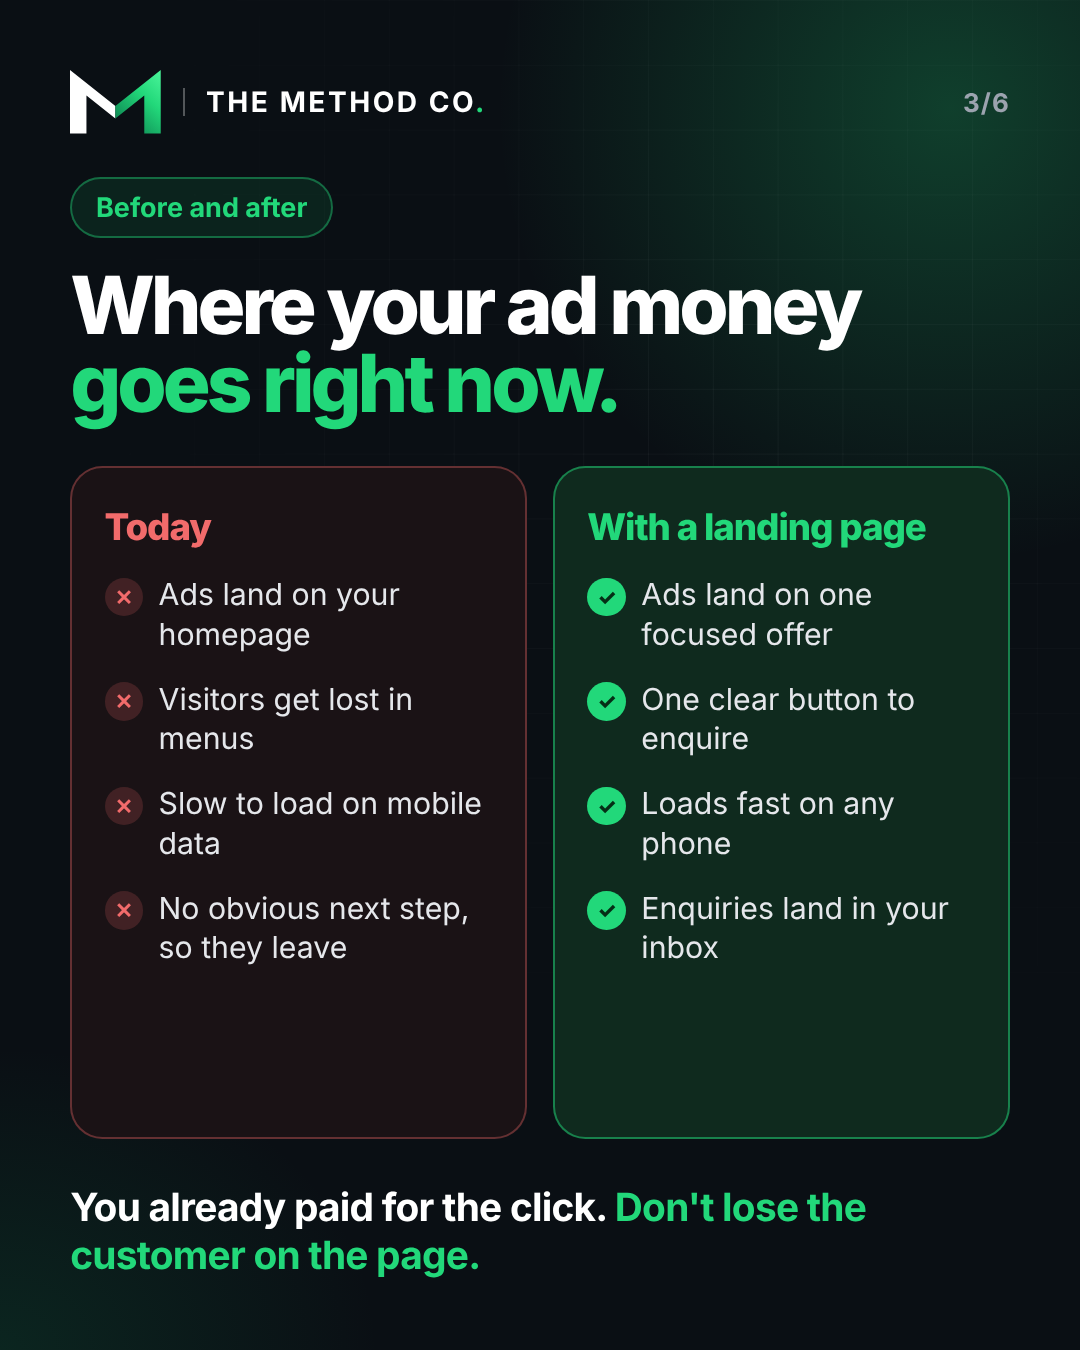 THE METHOD CO.
3/6
Before and after
Where your ad money
goes right now.
Today
Ads land on your
homepage
Visitors get lost in
menus
Slow to load on mobile
data
No obvious next step,
so they leave
With a landing page
Ads land on one
focused offer
One clear button to
enquire
Loads fast on any
phone
Enquiries land in your
inbox
You already paid for the click. Don't lose the
customer on the page.